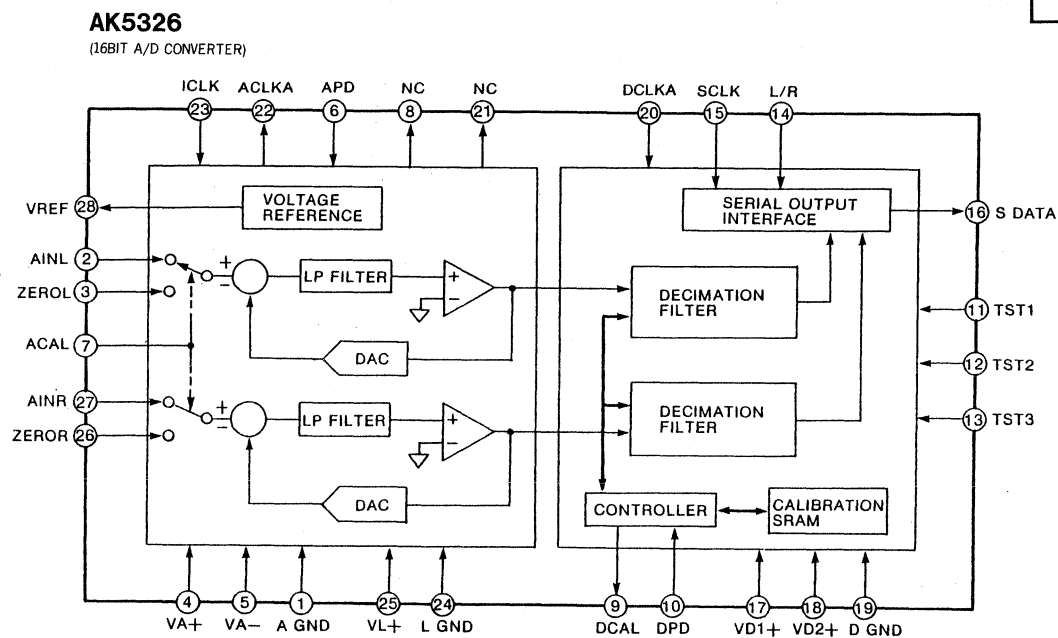 AK5326
(16BIT A/D CONVERTER)
ICLK ACLKA APD NC NC DCLKA SCLK L/R
23 22 6 8 21 20 15 14
VOLTAGE
REFERENCE
SERIAL OUTPUT
INTERFACE
VREF 28
16 S DATA
AINL 2
+
−
LP FILTER
+
−
ZEROL 3
DECIMATION
FILTER
11 TST1
ACAL 7
DAC
12 TST2
AINR 27
+
−
LP FILTER
+
−
ZEROR 26
DECIMATION
FILTER
13 TST3
DAC
CONTROLLER
CALIBRATION
SRAM
4 5 1 25 24 9 10 17 18 19
VA+ VA− A GND VL+ L GND DCAL DPD VD1+ VD2+ D GND